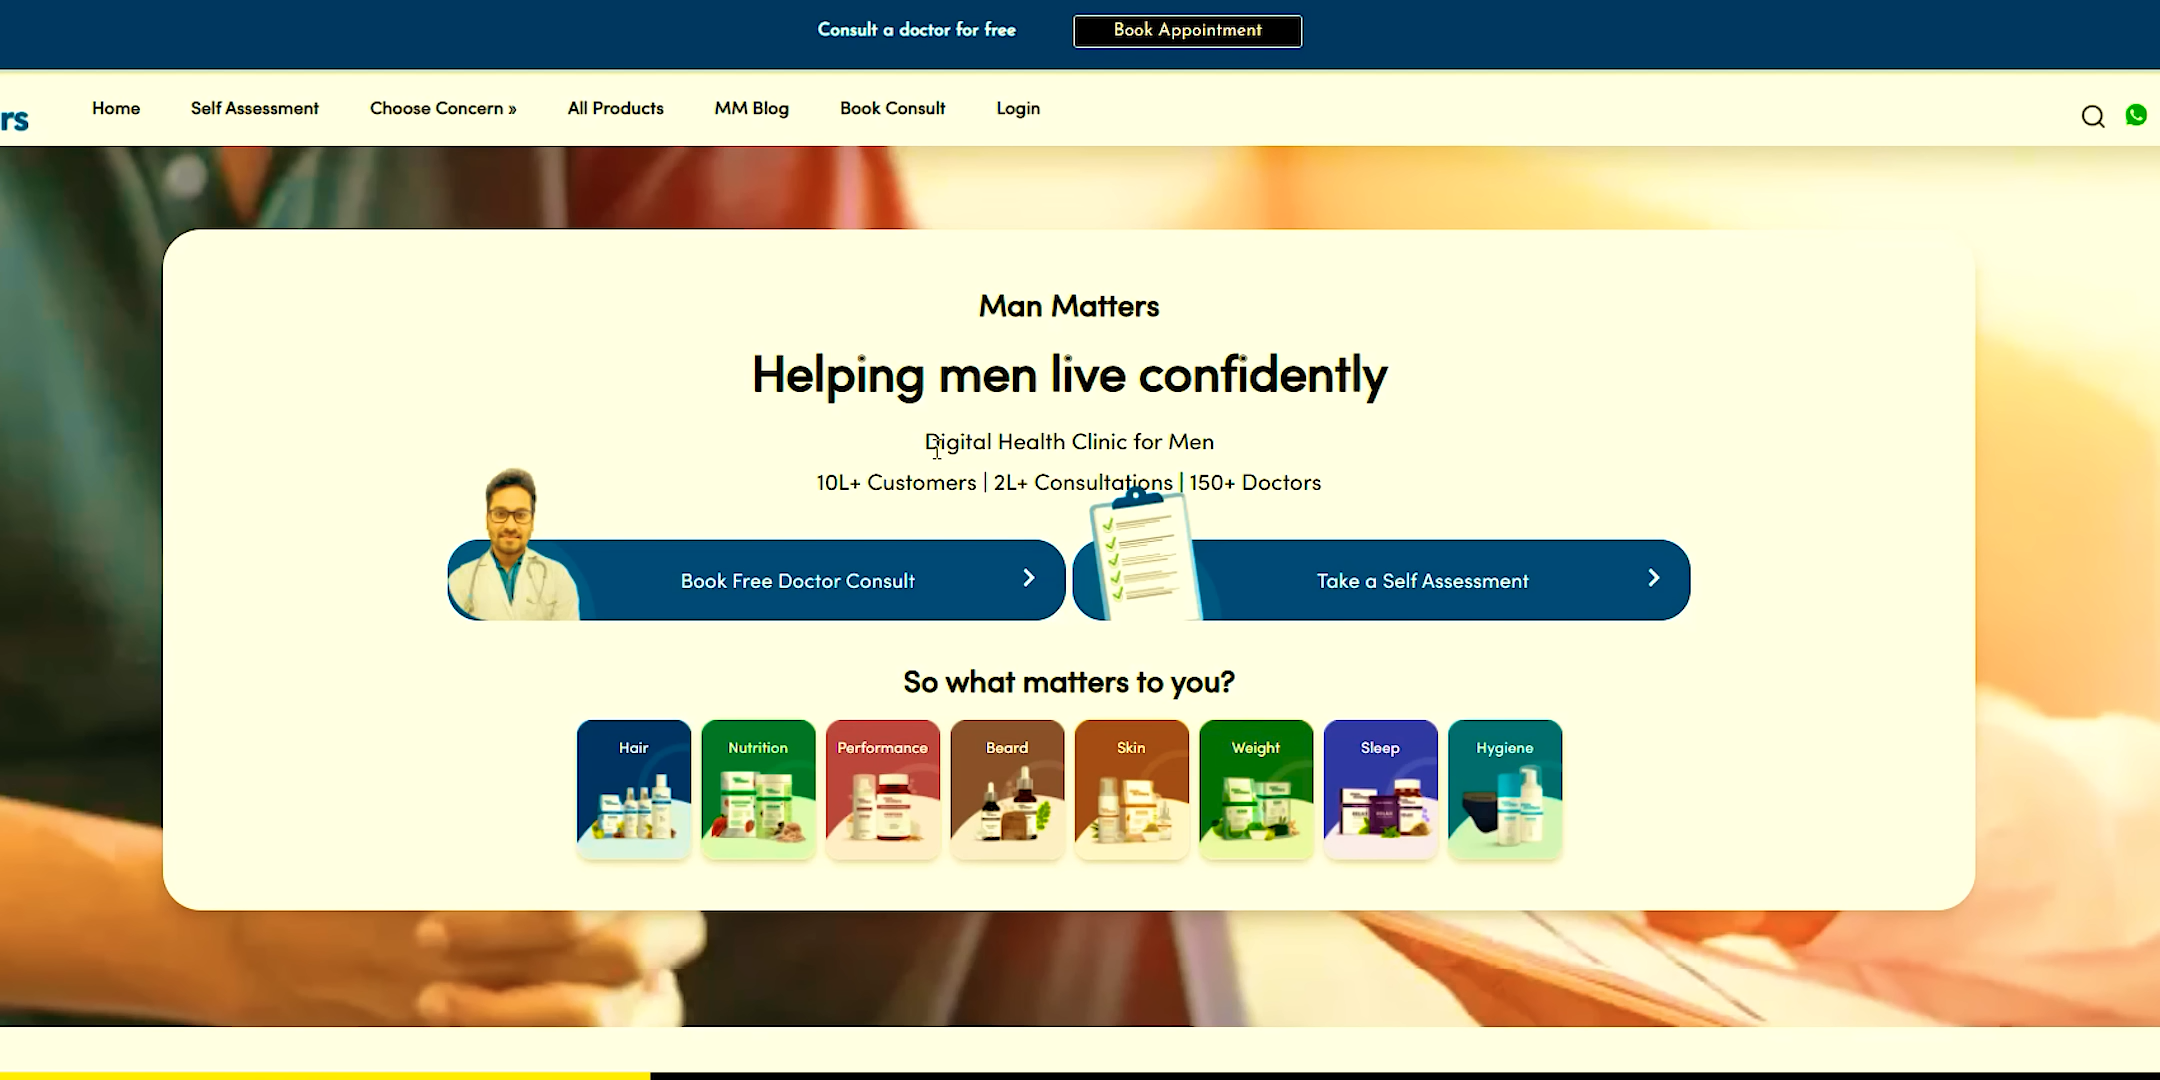 Consult a doctor for free Book Appointment
rs Home Self Assessment Choose Concern » All Products MM Blog Book Consult Login
Man Matters
Helping men live confidently
Digital Health Clinic for Men
10L+ Customers | 2L+ Consultations | 150+ Doctors
Book Free Doctor Consult Take a Self Assessment
So what matters to you?
Hair Nutrition Performance Beard Skin Weight Sleep Hygiene